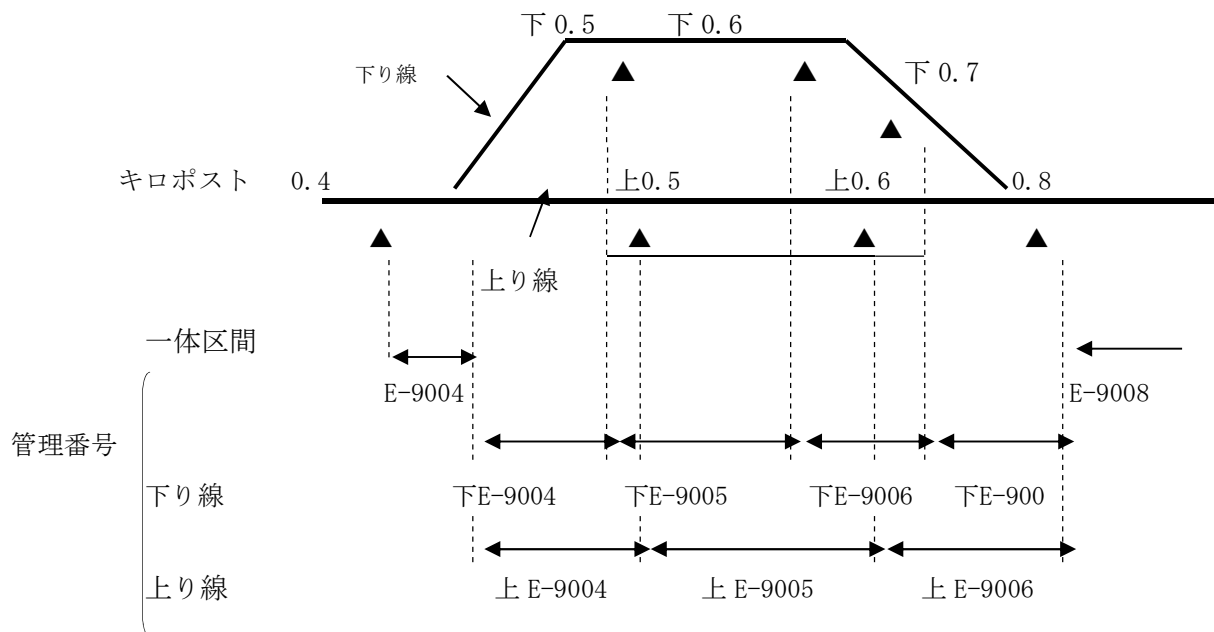 下 0.5 下 0.6
下り線 下 0.7
キロポスト 0.4 上0.5 上0.6 0.8
上り線
一体区間
E-9004 E-9008
管理番号
下り線 下E-9004 下E-9005 下E-9006 下E-900
上り線 上 E-9004 上 E-9005 上 E-9006